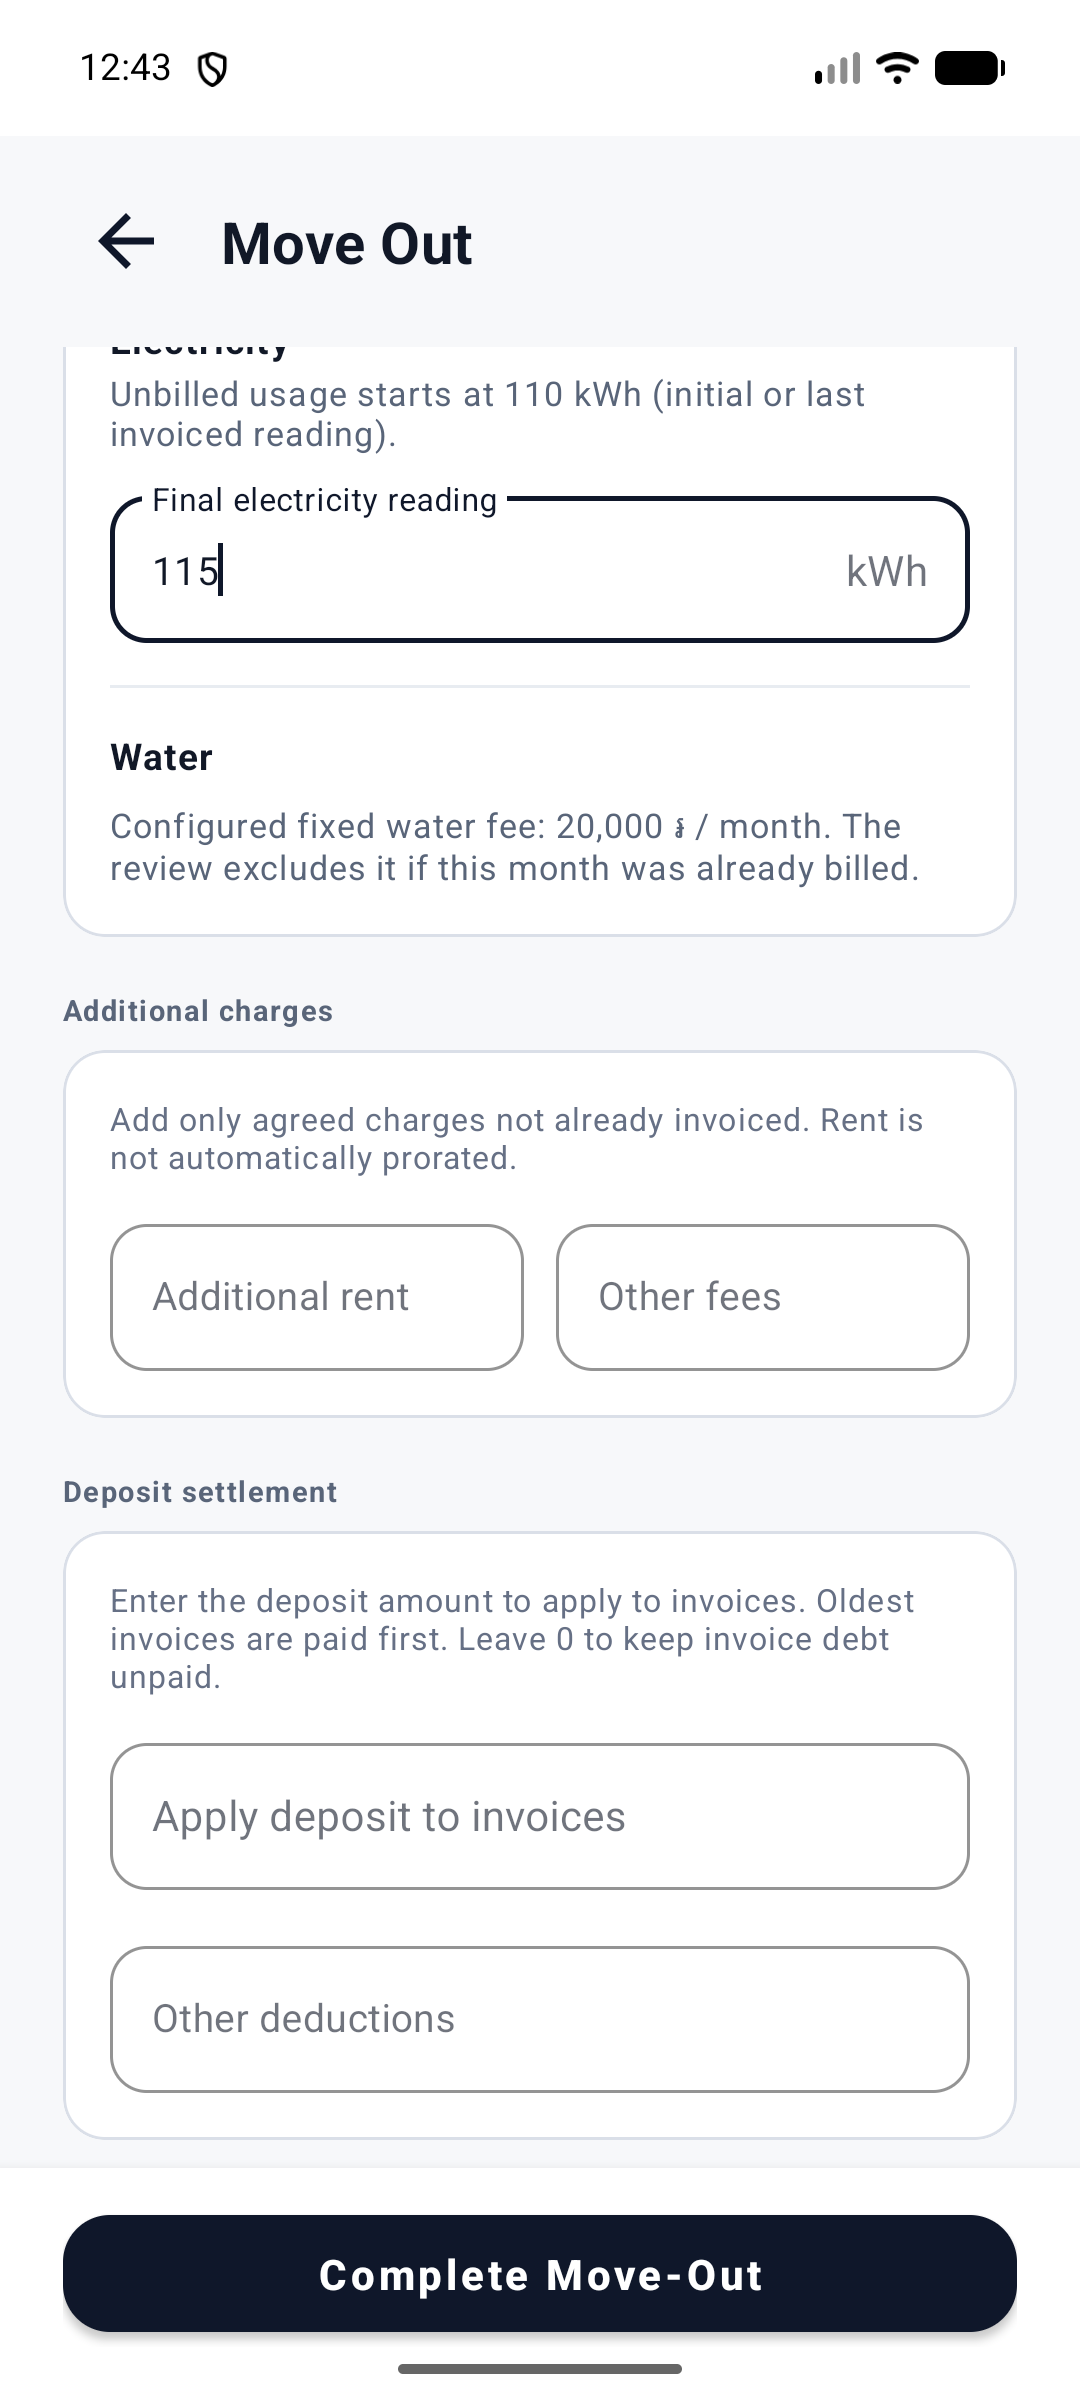 12:43
Move Out
Electricity
Unbilled usage starts at 110 kWh (initial or last
invoiced reading).
Final electricity reading
115
kWh
Water
Configured fixed water fee: 20,000 ៛ / month. The
review excludes it if this month was already billed.
Additional charges
Add only agreed charges not already invoiced. Rent is
not automatically prorated.
Additional rent
Other fees
Deposit settlement
Enter the deposit amount to apply to invoices. Oldest
invoices are paid first. Leave 0 to keep invoice debt
unpaid.
Apply deposit to invoices
Other deductions
Complete Move-Out